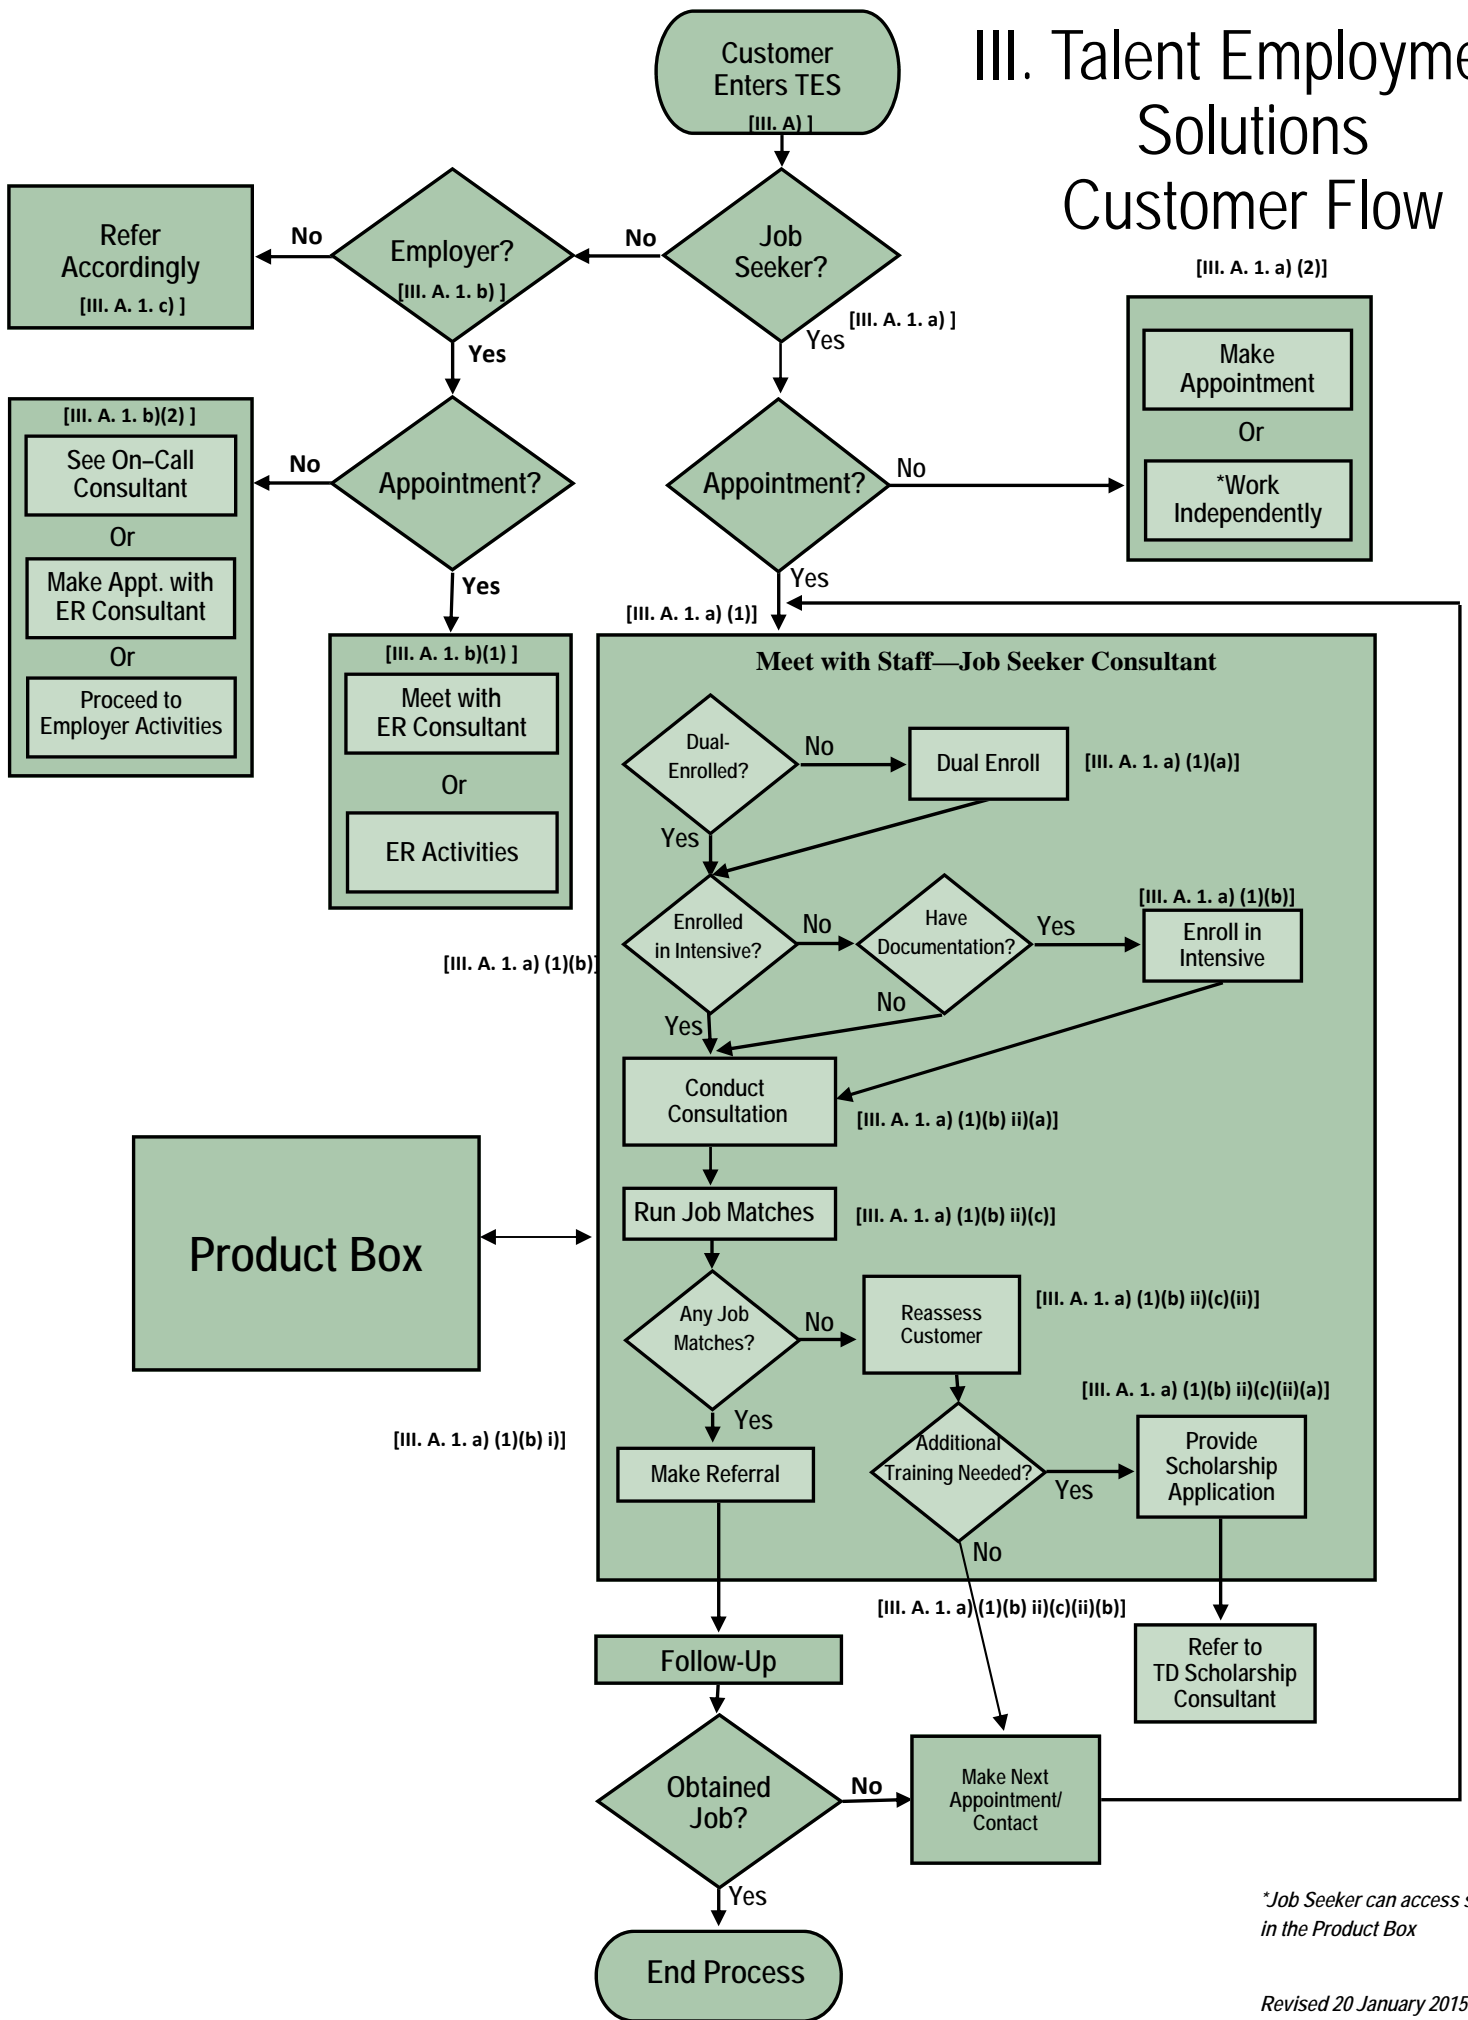 III. Talent Employme
Solutions
Customer Flow
Customer
Enters TES
[III. A) ]
Refer
Accordingly
[III. A. 1. c) ]
No
Employer?
[III. A. 1. b) ]
No
Job
Seeker?
[III. A. 1. a) ]
Yes
Yes
[III. A. 1. a) (2)]
Make
Appointment
Or
*Work
Independently
[III. A. 1. b)(2) ]
See On–Call
Consultant
Or
Make Appt. with
ER Consultant
Or
Proceed to
Employer Activities
No
Appointment?
Yes
Appointment?
No
Yes
[III. A. 1. a) (1)]
[III. A. 1. b)(1) ]
Meet with
ER Consultant
Or
ER Activities
Meet with Staff—Job Seeker Consultant
Dual-
Enrolled?
No
Dual Enroll
[III. A. 1. a) (1)(a)]
Yes
Enrolled
in Intensive?
No
Have
Documentation?
Yes
[III. A. 1. a) (1)(b)]
Enroll in
Intensive
[III. A. 1. a) (1)(b)]
Yes
No
Conduct
Consultation
[III. A. 1. a) (1)(b) ii)(a)]
Run Job Matches
[III. A. 1. a) (1)(b) ii)(c)]
Product Box
Any Job
Matches?
No
Reassess
Customer
[III. A. 1. a) (1)(b) ii)(c)(ii)]
[III. A. 1. a) (1)(b) ii)(c)(ii)(a)]
[III. A. 1. a) (1)(b) i)]
Yes
Make Referral
Additional
Training Needed?
Yes
Provide
Scholarship
Application
No
[III. A. 1. a) (1)(b) ii)(c)(ii)(b)]
Follow-Up
Refer to
TD Scholarship
Consultant
Obtained
Job?
No
Make Next
Appointment/
Contact
Yes
End Process
*Job Seeker can access s
in the Product Box
Revised 20 January 2015